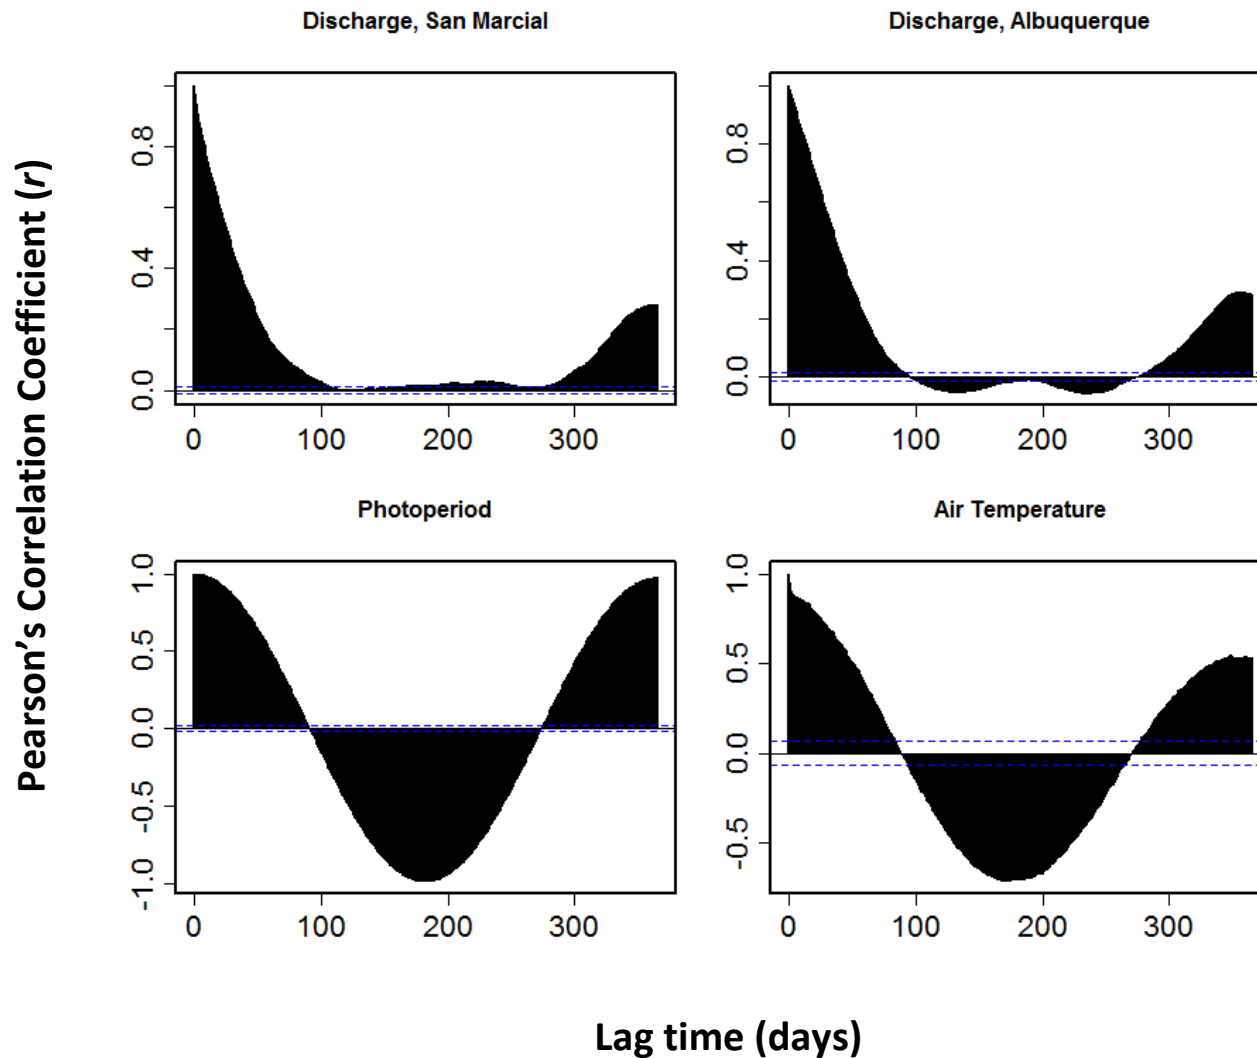 Discharge, San Marcial
Discharge, Albuquerque
Pearson's Correlation Coefficient (r)
0.8
0.4
0.0
0 100 200 300
0.8
0.4
0.0
0 100 200 300
Photoperiod
Air Temperature
1.0
0.5
0.0
-0.5
-1.0
0 100 200 300
1.0
0.5
0.0
-0.5
0 100 200 300
Lag time (days)